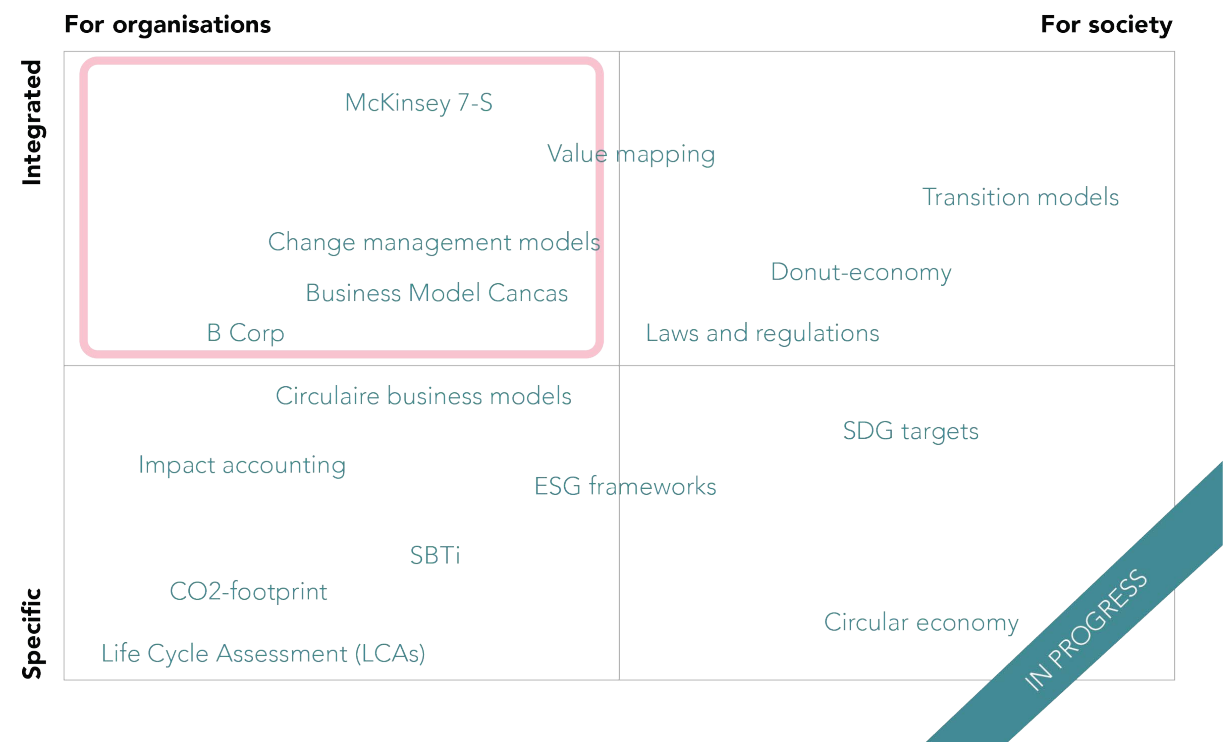 For organisations
For society
Integrated
McKinsey 7-S
Value mapping
Transition models
Change management models
Donut-economy
Business Model Cancas
B Corp
Laws and regulations
Circulaire business models
SDG targets
Impact accounting
ESG frameworks
SBTi
CO2-footprint
Specific
Circular economy
Life Cycle Assessment (LCAs)
IN PROGRESS